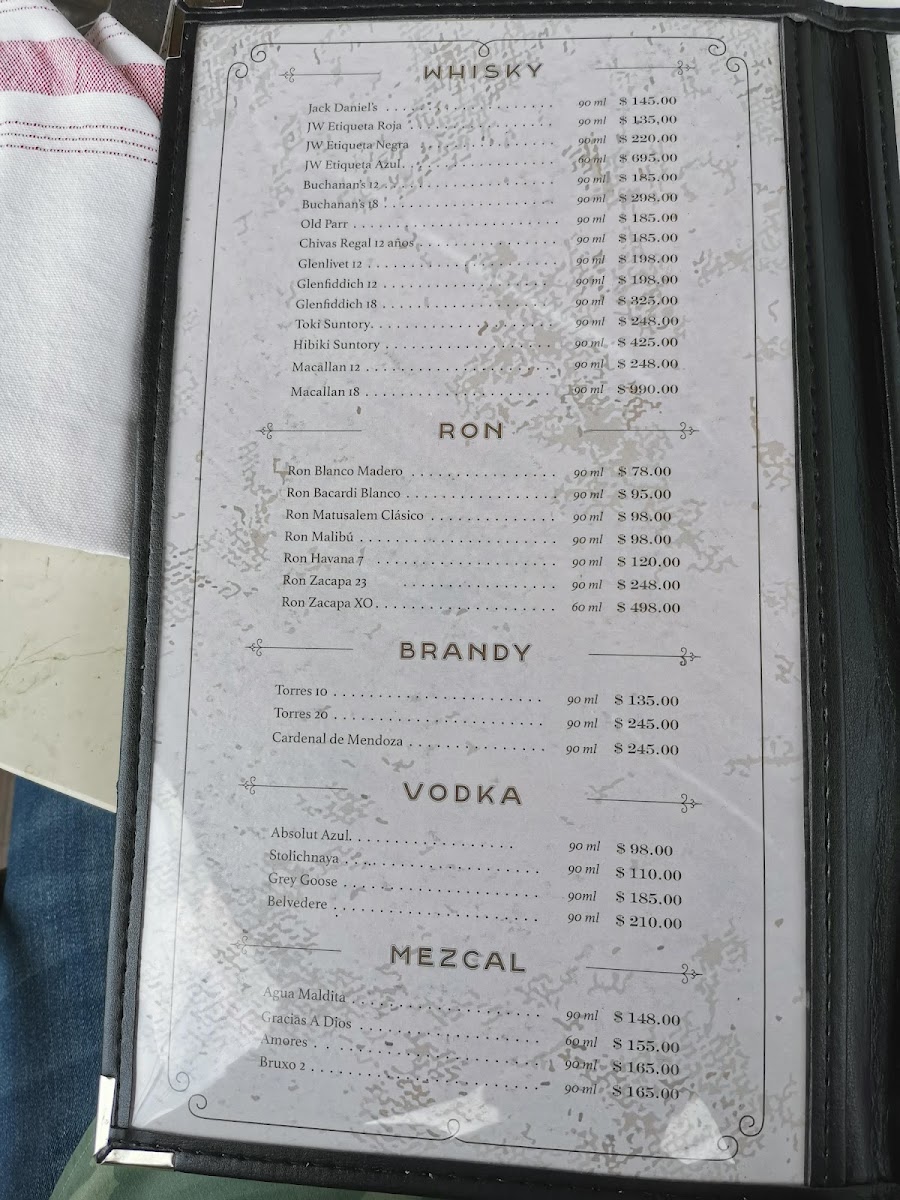 WHISKY
Jack Daniel's 90 ml $ 145.00
JW Etiqueta Roja 90 ml $ 135.00
JW Etiqueta Negra 90 ml $ 220.00
JW Etiqueta Azul 60 ml $ 695.00
Buchanan's 12 90 ml $ 185.00
Buchanan's 18 90 ml $ 298.00
Old Parr 90 ml $ 185.00
Chivas Regal 12 años 90 ml $ 185.00
Glenlivet 12 90 ml $ 198.00
Glenfiddich 12 90 ml $ 198.00
Glenfiddich 18 90 ml $ 325.00
Toki Suntory 90 ml $ 248.00
Hibiki Suntory 90 ml $ 425.00
Macallan 12 90 ml $ 248.00
Macallan 18 90 ml $ 990.00
RON
Ron Blanco Madero 90 ml $ 78.00
Ron Bacardi Blanco 90 ml $ 95.00
Ron Matusalem Clásico 90 ml $ 98.00
Ron Malibú 90 ml $ 98.00
Ron Havana 7 90 ml $ 120.00
Ron Zacapa 23 90 ml $ 248.00
Ron Zacapa XO 60 ml $ 498.00
BRANDY
Torres 10 90 ml $ 135.00
Torres 20 90 ml $ 245.00
Cardenal de Mendoza 90 ml $ 245.00
VODKA
Absolut Azul 90 ml $ 98.00
Stolichnaya 90 ml $ 110.00
Grey Goose 90ml $ 185.00
Belvedere 90 ml $ 210.00
MEZCAL
Agua Maldita 90 ml $ 148.00
Gracias A Dios 60 ml $ 155.00
Amores 90 ml $ 165.00
Bruxo 2 90 ml $ 165.00